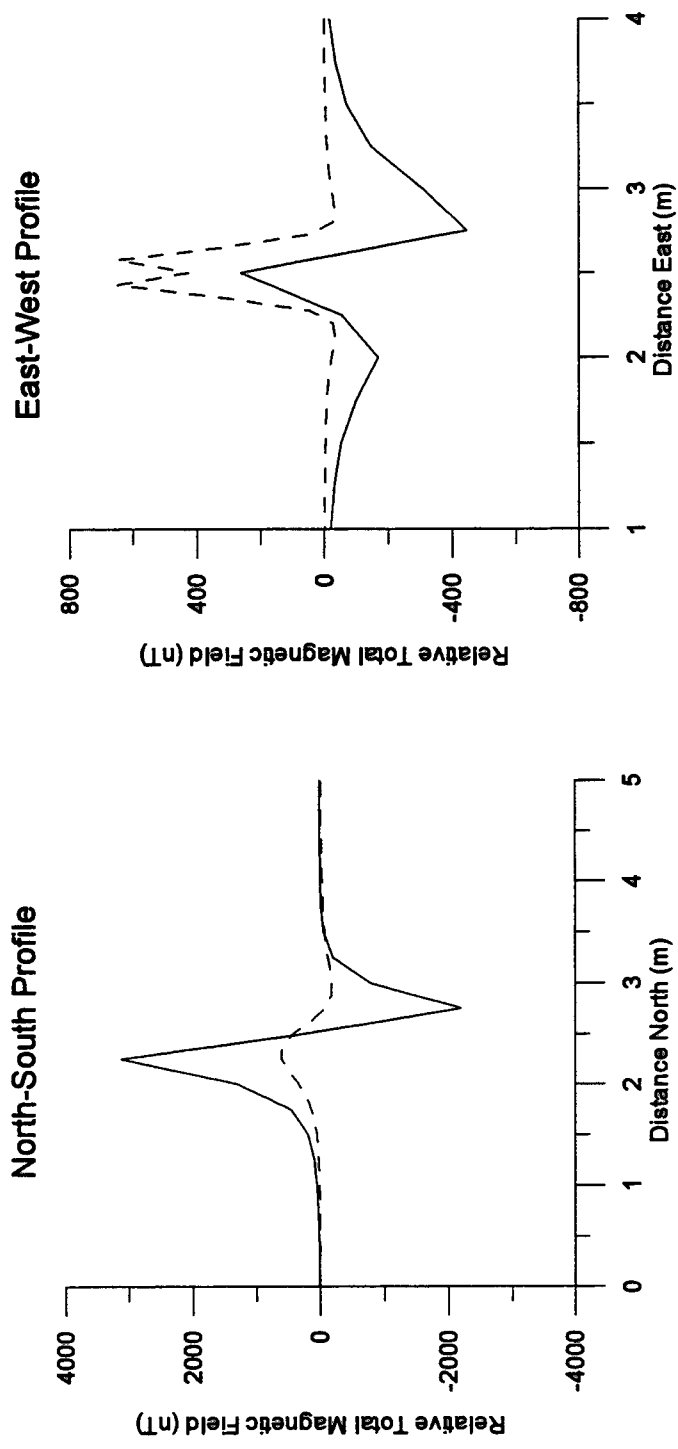 North-South Profile
Relative Total Magnetic Field (nT)
4000
2000
0
-2000
-4000
0 1 2 3 4 5
Distance North (m)
East-West Profile
Relative Total Magnetic Field (nT)
800
400
0
-400
-800
1 2 3 4
Distance East (m)